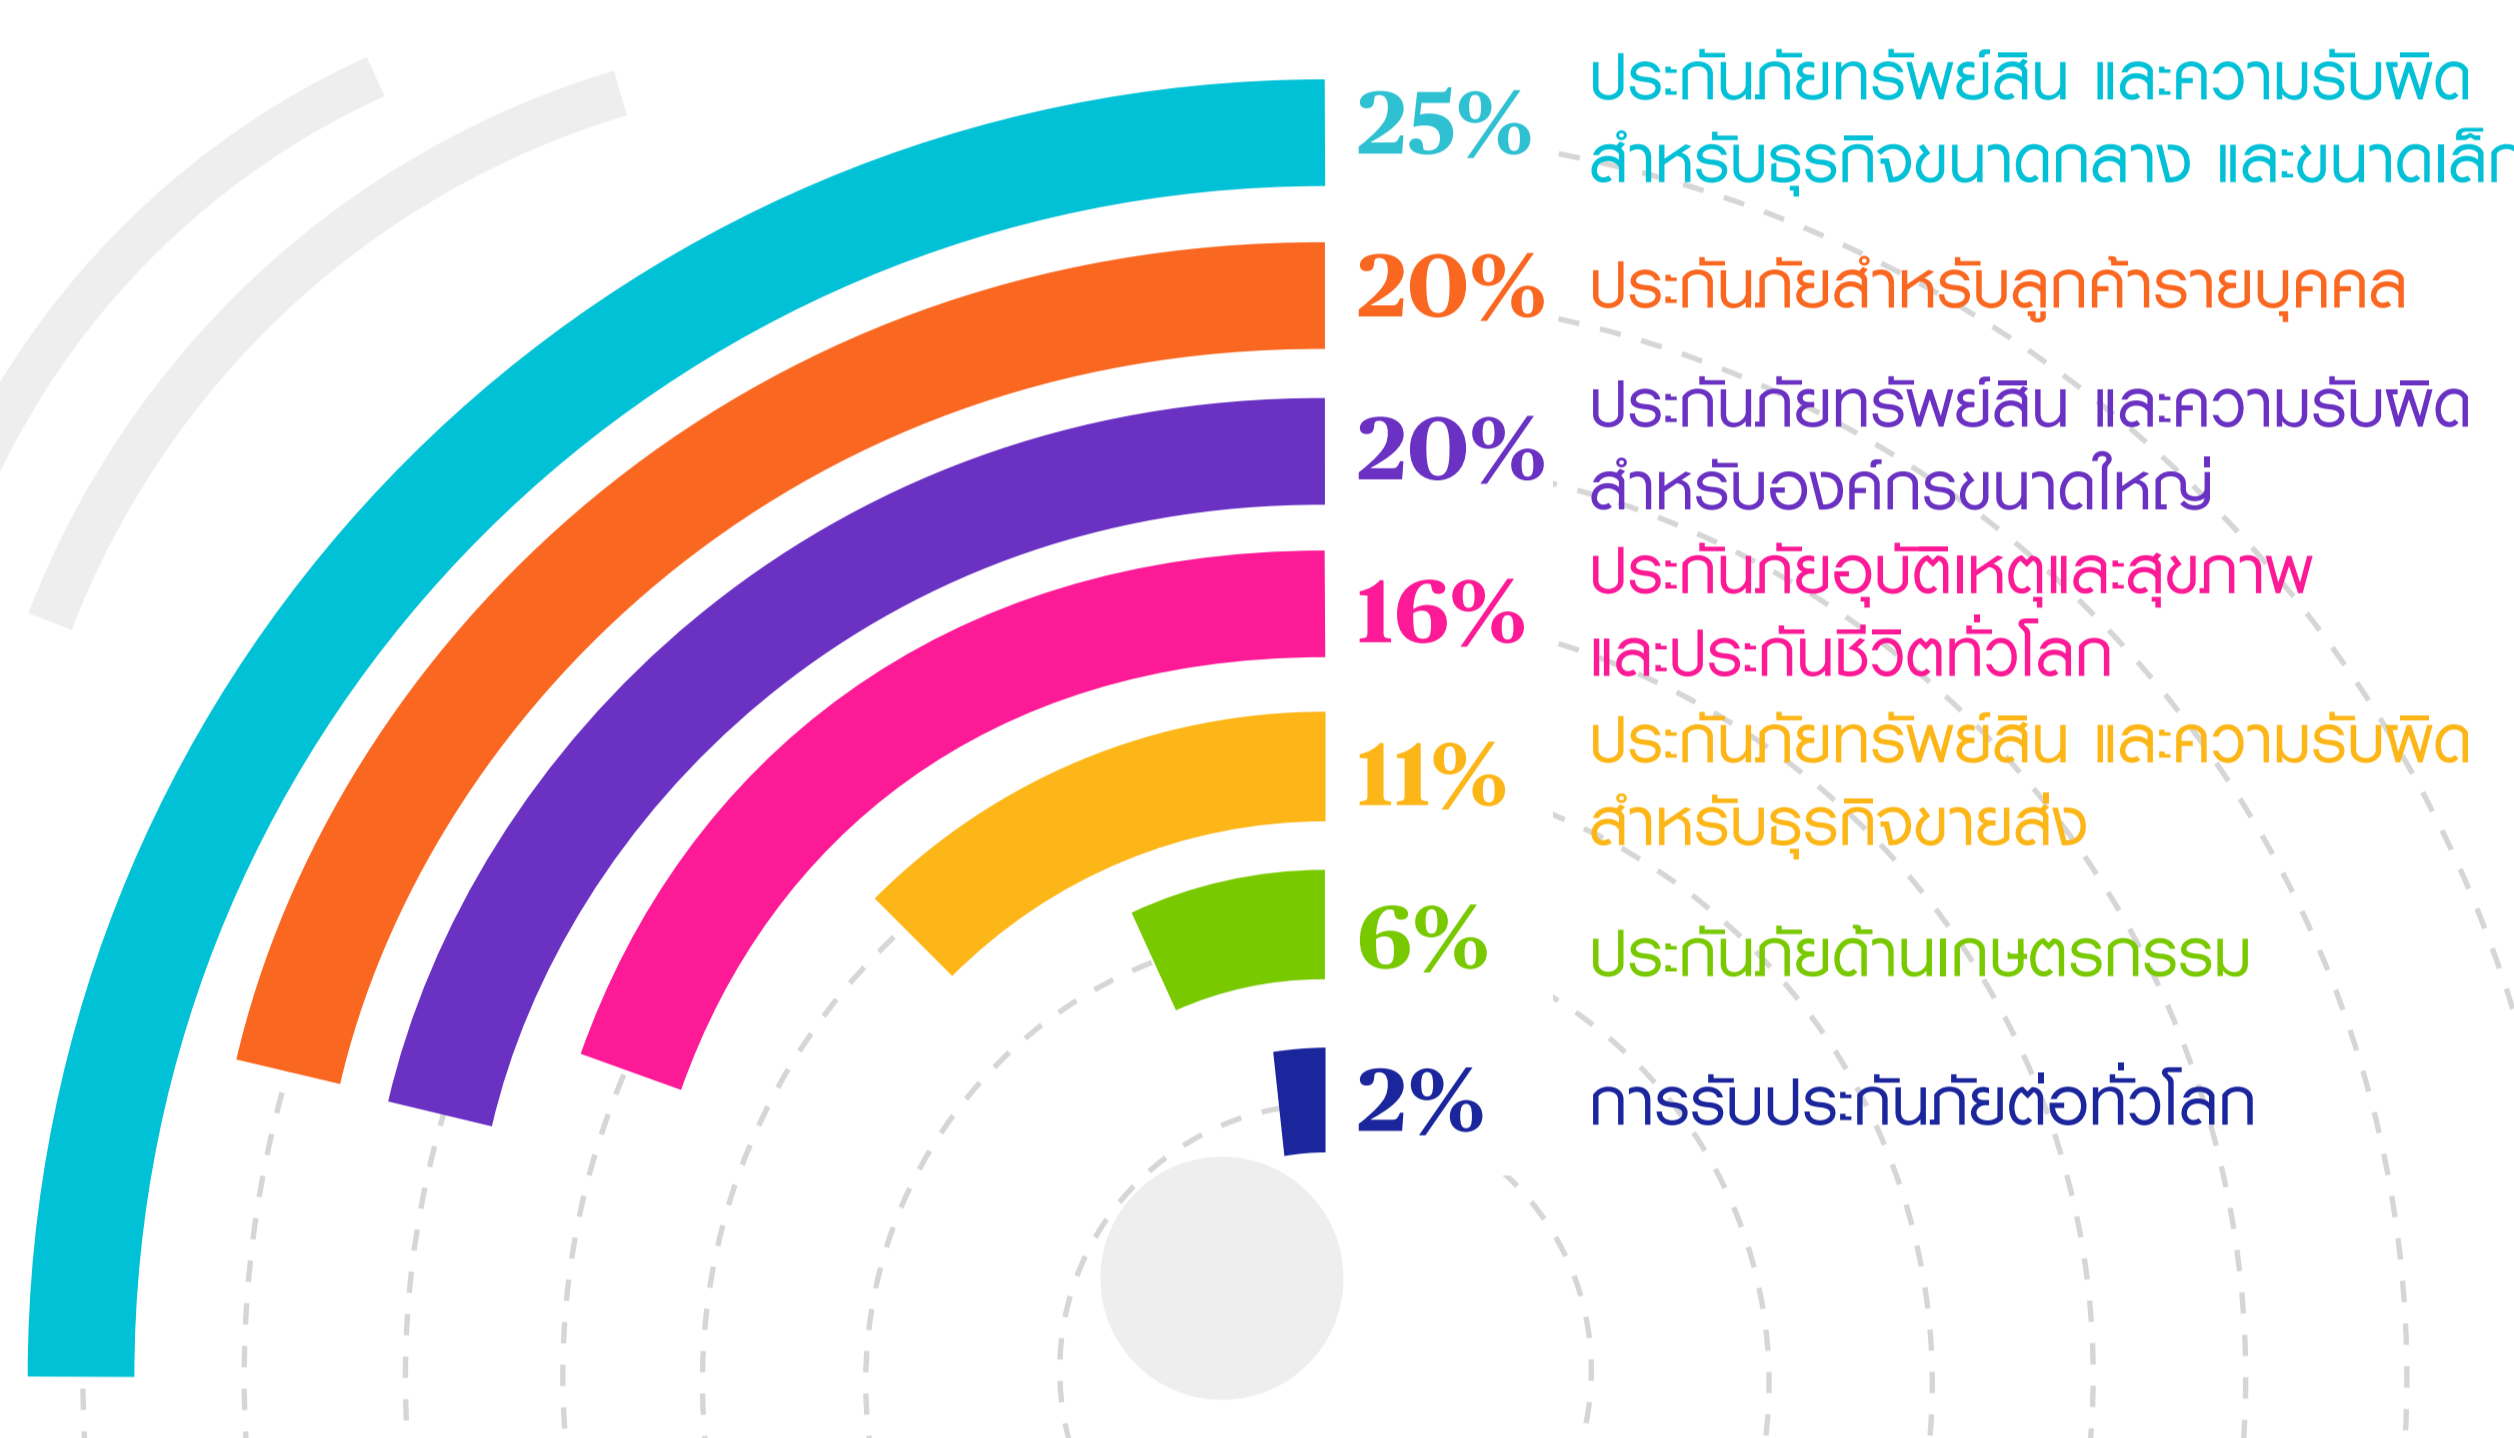 25%
ประกันภัยทรัพย์สิน และความรับผิด
สำหรับธุรกิจขนาดกลาง และขนาดเล็ก
20%
ประกันภัยสำหรับลูกค้ารายบุคคล
20%
ประกันภัยทรัพย์สิน และความรับผิด
สำหรับองค์กรขนาดใหญ่
16%
ประกันภัยอุบัติเหตุและสุขภาพ
และประกันชีวิตทั่วโลก
11%
ประกันภัยทรัพย์สิน และความรับผิด
สำหรับธุรกิจขายส่ง
6%
ประกันภัยด้านเกษตรกรรม
2%
การรับประกันภัยต่อทั่วโลก